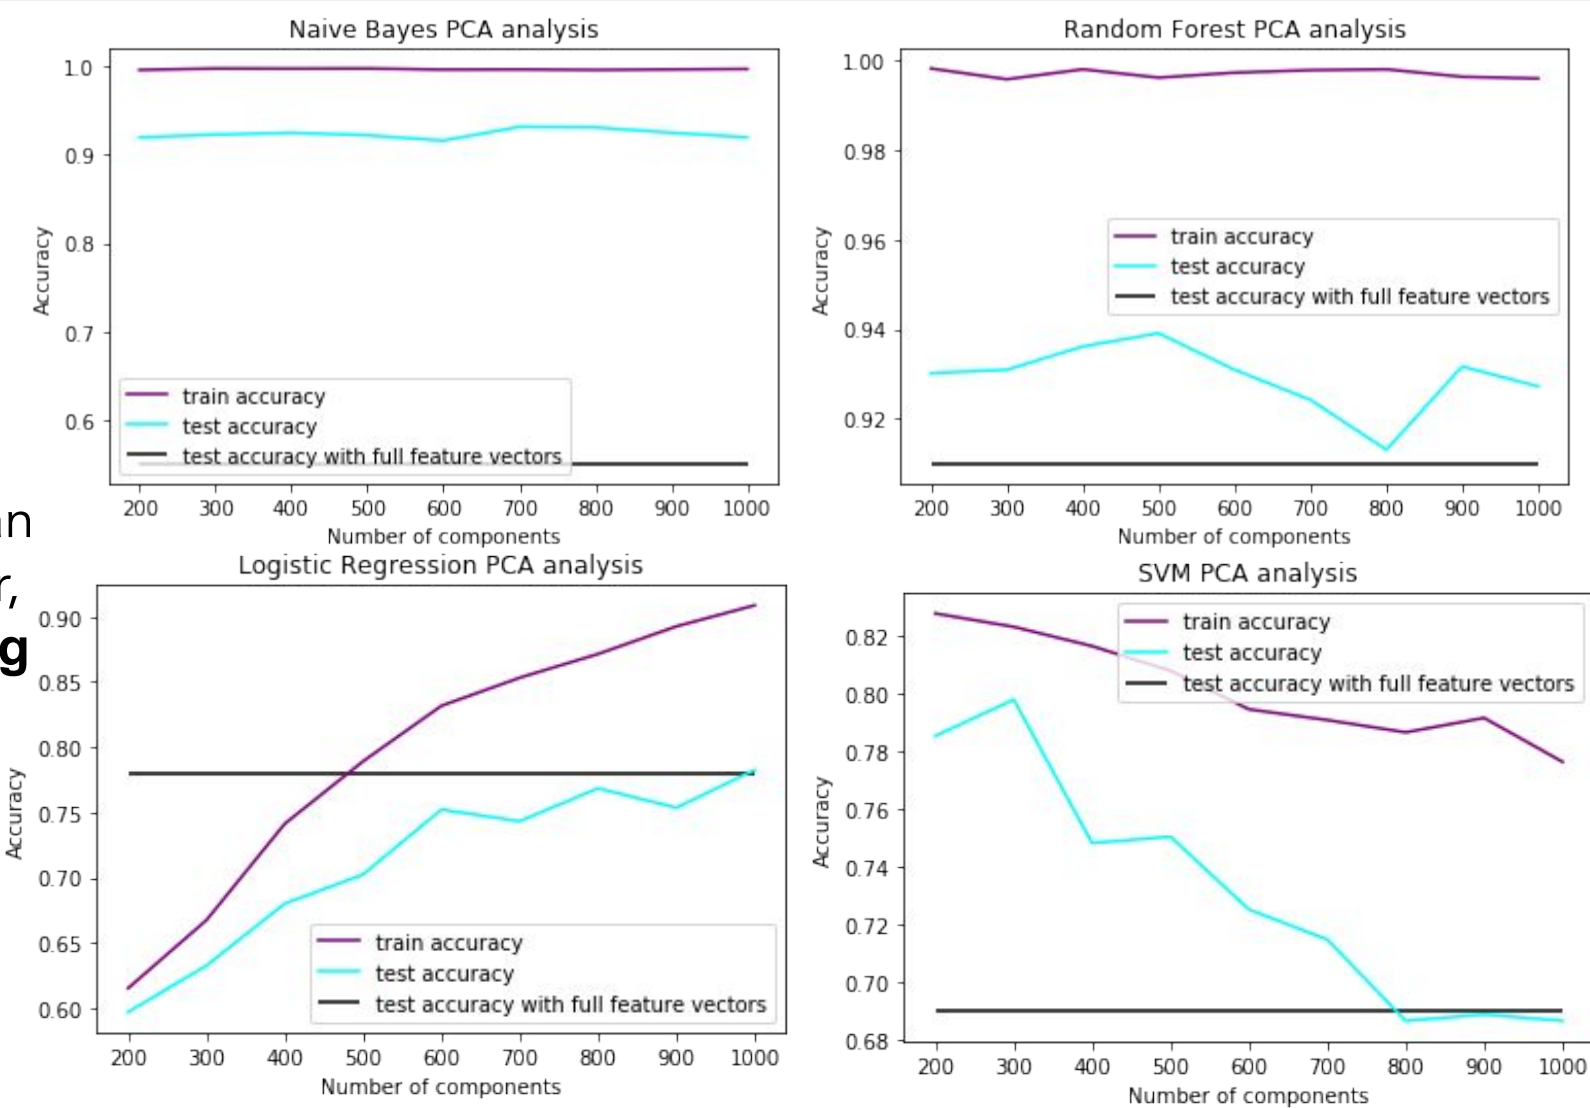 Naive Bayes PCA analysis
1.0
0.9
0.8
0.7
0.6
Accuracy
train accuracy
test accuracy
test accuracy with full feature vectors
200 300 400 500 600 700 800 900 1000
Number of components
Random Forest PCA analysis
1.00
0.98
0.96
0.94
0.92
Accuracy
train accuracy
test accuracy
test accuracy with full feature vectors
200 300 400 500 600 700 800 900 1000
Number of components
Logistic Regression PCA analysis
0.90
0.85
0.80
0.75
0.70
0.65
0.60
Accuracy
train accuracy
test accuracy
test accuracy with full feature vectors
200 300 400 500 600 700 800 900 1000
Number of components
SVM PCA analysis
0.82
0.80
0.78
0.76
0.74
0.72
0.70
0.68
Accuracy
train accuracy
test accuracy
test accuracy with full feature vectors
200 300 400 500 600 700 800 900 1000
Number of components